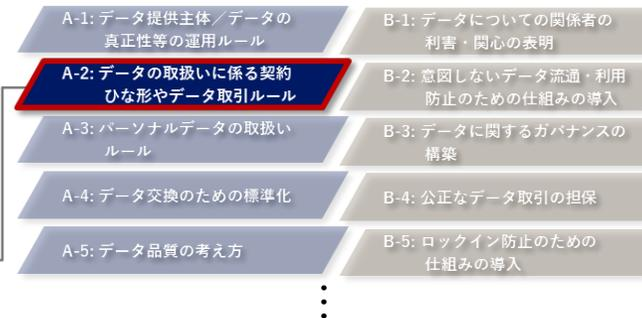 A-1: データ提供主体／データの
真正性等の運用ルール
A-2: データの取扱いに係る契約
ひな形やデータ取引ルール
A-3: パーソナルデータの取扱い
ルール
A-4: データ交換のための標準化
A-5: データ品質の考え方
B-1: データについての関係者の
利害・関心の表明
B-2: 意図しないデータ流通・利用
防止のための仕組みの導入
B-3: データに関するガバナンスの
構築
B-4: 公正なデータ取引の担保
B-5: ロックイン防止のための
仕組みの導入